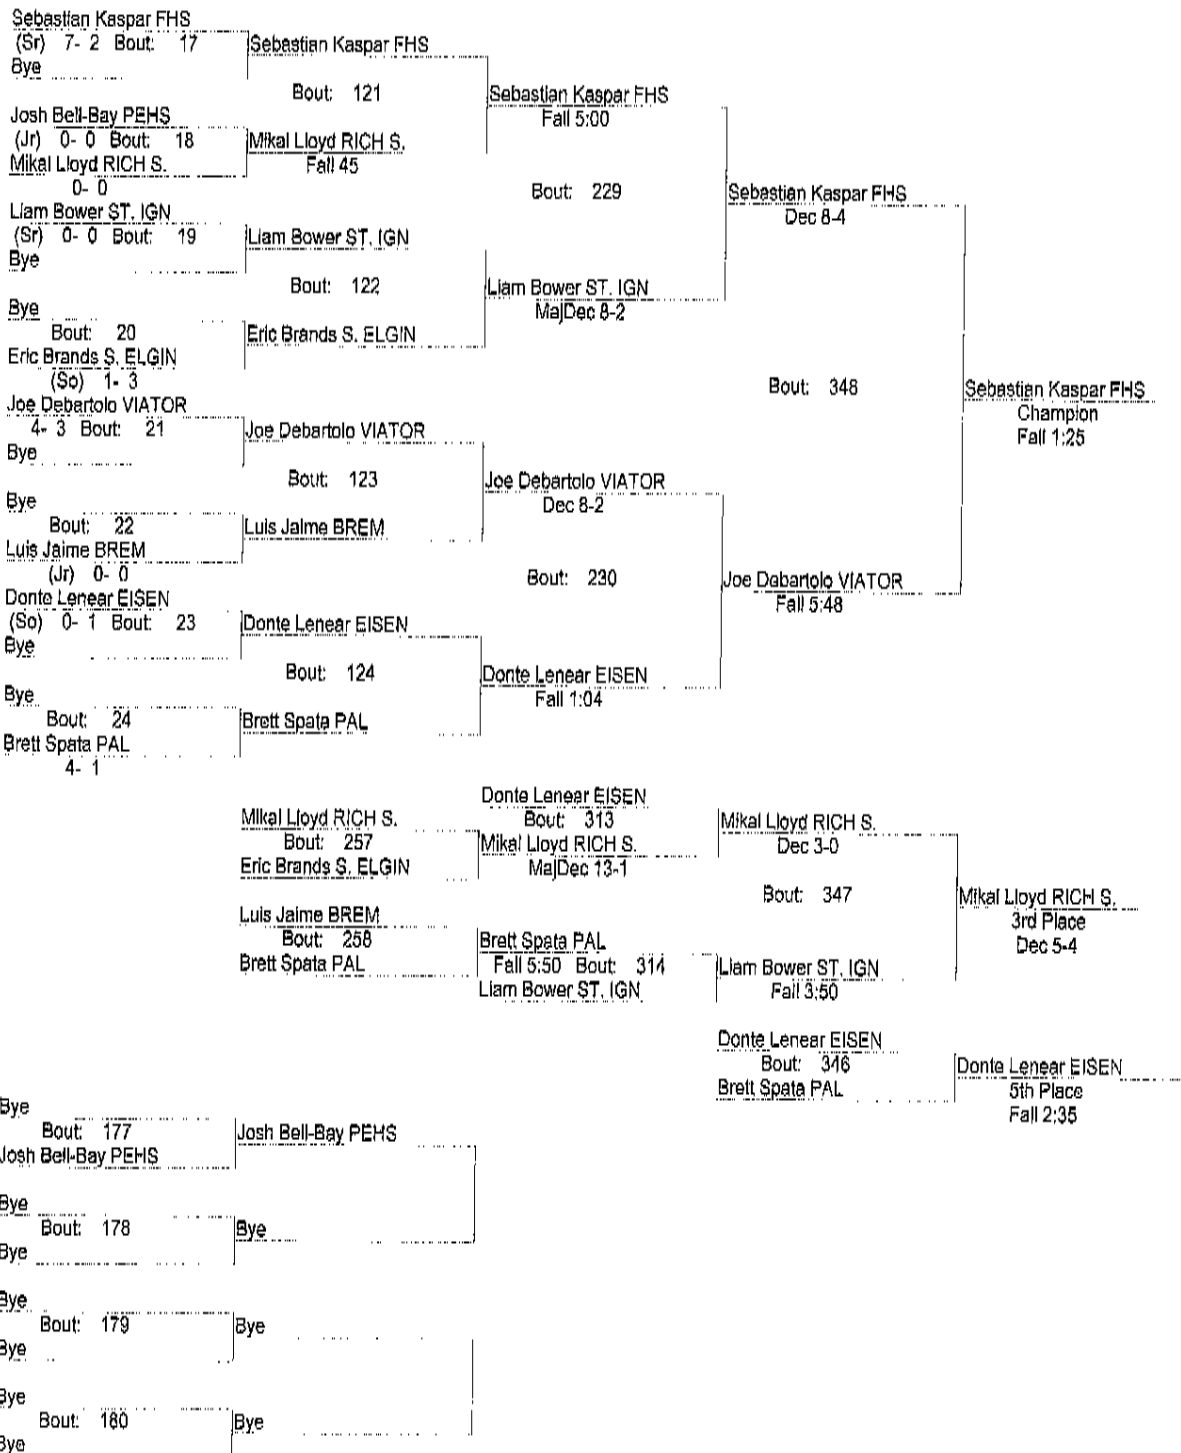 Sebastian Kaspar FHS
(Sr) 7- 2 Bout: 17
Bye
Sebastian Kaspar FHS
Bout: 121
Josh Bell-Bay PEHS
(Jr) 0- 0 Bout: 18
Mikal Lloyd RICH S.
0- 0
Mikal Lloyd RICH S.
Fall 45
Sebastian Kaspar FHS
Fall 5:00
Bout: 229
Liam Bower ST. IGN
(Sr) 0- 0 Bout: 19
Bye
Liam Bower ST. IGN
Bout: 122
Bye
Bout: 20
Eric Brands S. ELGIN
(So) 1- 3
Eric Brands S. ELGIN
Liam Bower ST. IGN
MajDec 8-2
Sebastian Kaspar FHS
Dec 8-4
Bout: 348
Sebastian Kaspar FHS
Champion
Fall 1:25
Joe Debartolo VIATOR
4- 3 Bout: 21
Bye
Joe Debartolo VIATOR
Bout: 123
Bye
Bout: 22
Luis Jaime BREM
(Jr) 0- 0
Luis Jaime BREM
Joe Debartolo VIATOR
Dec 8-2
Bout: 230
Joe Debartolo VIATOR
Fall 5:48
Donte Lenear EISEN
(So) 0- 1 Bout: 23
Bye
Donte Lenear EISEN
Bout: 124
Bye
Bout: 24
Brett Spata PAL
4- 1
Brett Spata PAL
Donte Lenear EISEN
Fall 1:04
Mikal Lloyd RICH S.
Bout: 257
Eric Brands S. ELGIN
Donte Lenear EISEN
Bout: 313
Mikal Lloyd RICH S.
MajDec 13-1
Mikal Lloyd RICH S.
Dec 3-0
Bout: 347
Mikal Lloyd RICH S.
3rd Place
Dec 5-4
Luis Jaime BREM
Bout: 258
Brett Spata PAL
Brett Spata PAL
Fall 5:50 Bout: 314
Liam Bower ST. IGN
Liam Bower ST. IGN
Fall 3:50
Donte Lenear EISEN
Bout: 346
Brett Spata PAL
Donte Lenear EISEN
5th Place
Fall 2:35
Bye
Bout: 177
Josh Bell-Bay PEHS
Josh Bell-Bay PEHS
Bye
Bout: 178
Bye
Bye
Bye
Bout: 179
Bye
Bye
Bye
Bout: 180
Bye
Bye